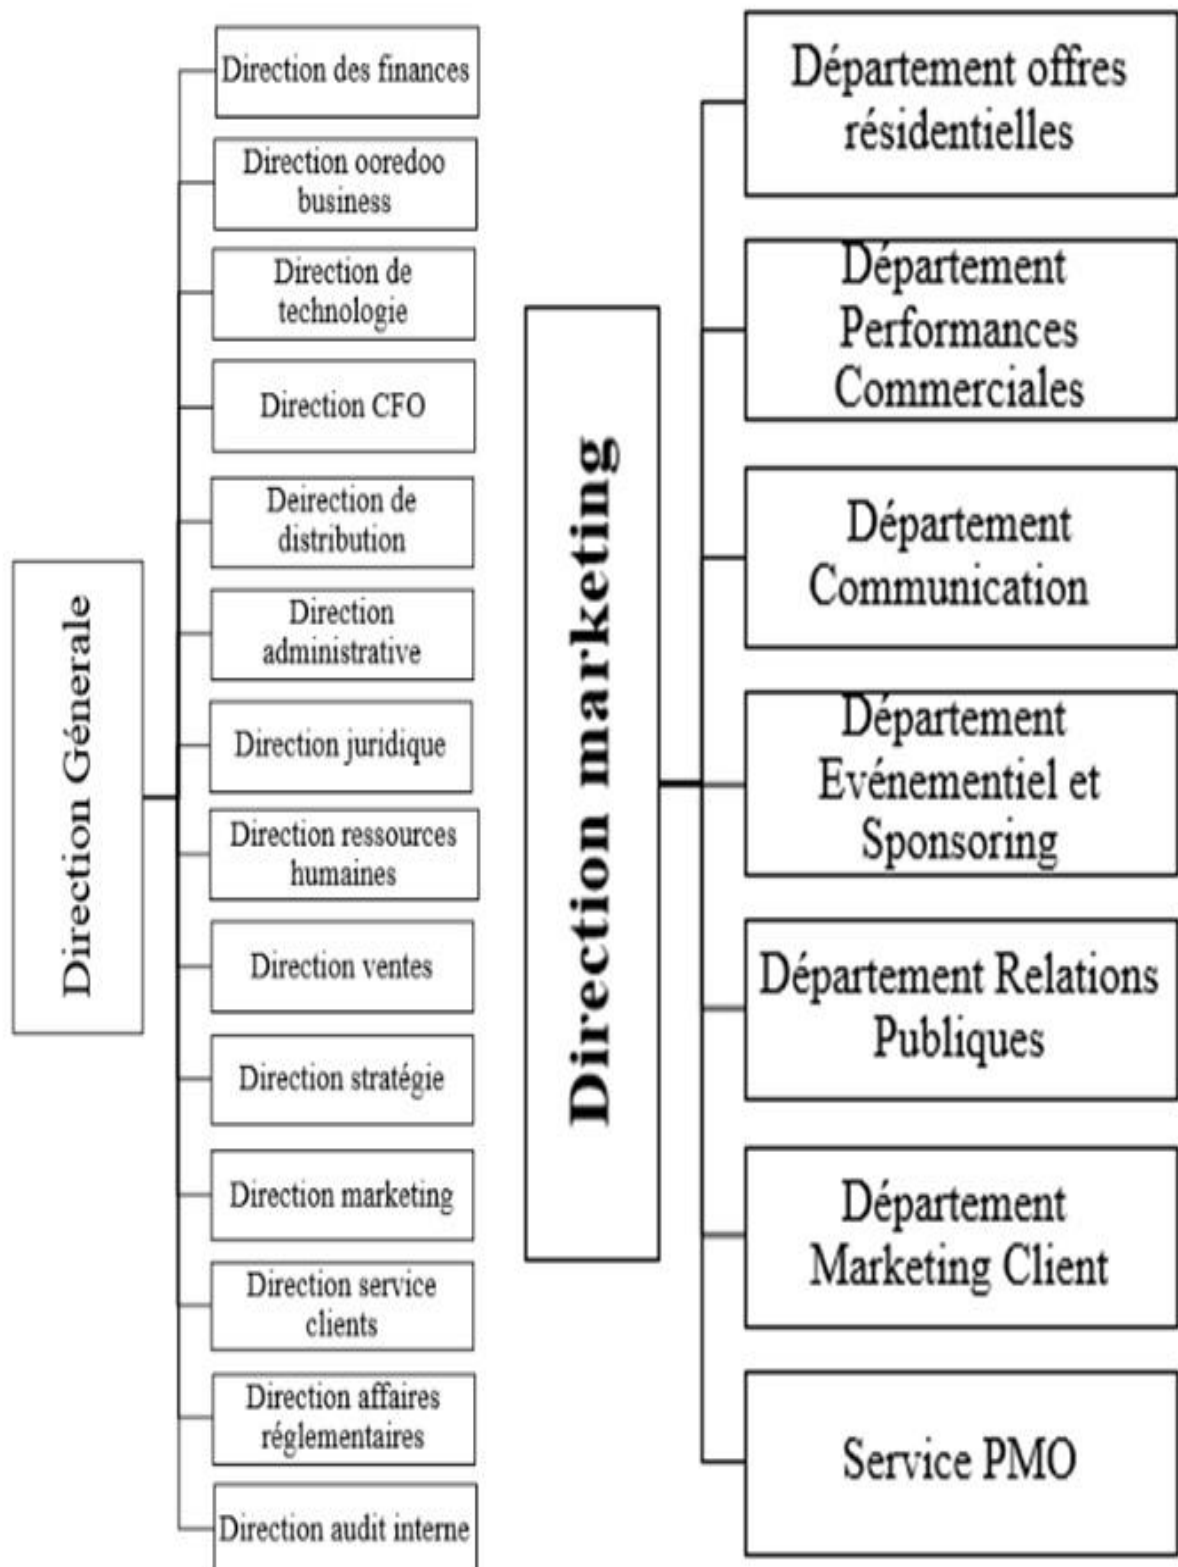 Direction Génerale
Direction des finances
Direction ooredoo
business
Direction de
technologie
Direction CFO
Deirection de
distribution
Direction
administrative
Direction juridique
Direction ressources
humaines
Direction ventes
Direction stratégie
Direction marketing
Direction service
clients
Direction affaires
réglementaires
Direction audit interne
Direction marketing
Département offres
résidentielles
Département
Performances
Commerciales
Département
Communication
Département
Evénementiel et
Sponsoring
Département Relations
Publiques
Département
Marketing Client
Service PMO